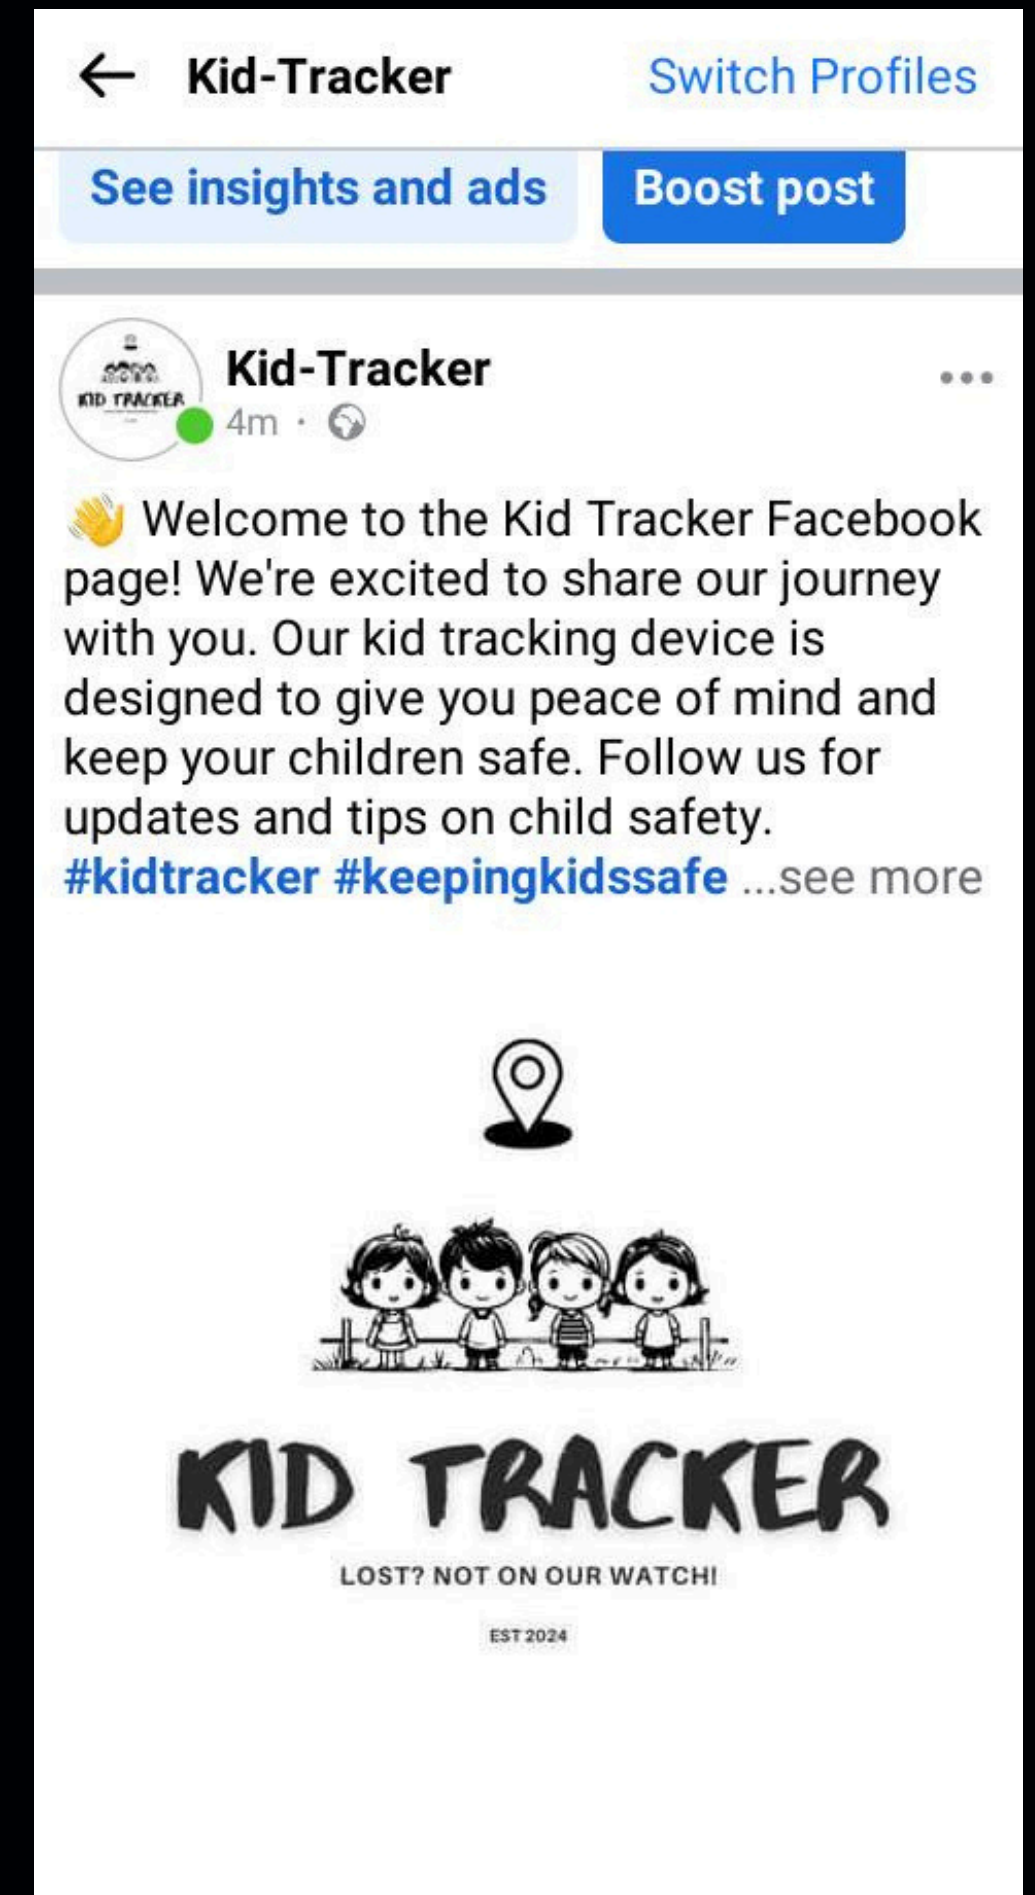 Kid-Tracker
Switch Profiles
See insights and ads
Boost post
KID TRACKER
Kid-Tracker
4m ·
👋 Welcome to the Kid Tracker Facebook
page! We're excited to share our journey
with you. Our kid tracking device is
designed to give you peace of mind and
keep your children safe. Follow us for
updates and tips on child safety.
#kidtracker #keepingkidssafe ...see more
KID TRACKER
LOST? NOT ON OUR WATCH!
EST 2024